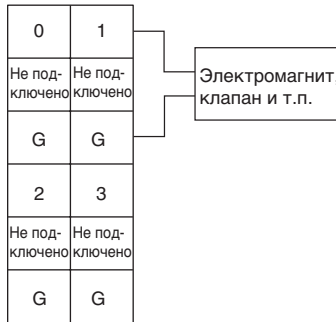 0 1
Не под- Не под-
ключено ключено
G G
2 3
Не под- Не под-
ключено ключено
G G
Электромагнит.
клапан и т.п.